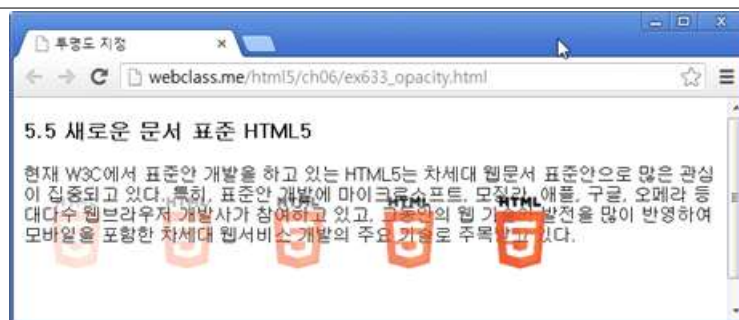 투명도 지정
webclass.me/html5/ch06/ex633_opacity.html
5.5 새로운 문서 표준 HTML5
현재 W3C에서 표준안 개발을 하고 있는 HTML5는 차세대 웹문서 표준안으로 많은 관심
이 집중되고 있다. 특히, 표준안 개발에 마이크로소프트, 모질라, 애플, 구글, 오페라 등
대다수 웹브라우저 개발사가 참여하고 있고, 그동안의 웹 기술의 발전을 많이 반영하여
모바일을 포함한 차세대 웹서비스 개발의 주요 기술로 주목받고 있다.
HTML HTML HTML HTML HTML